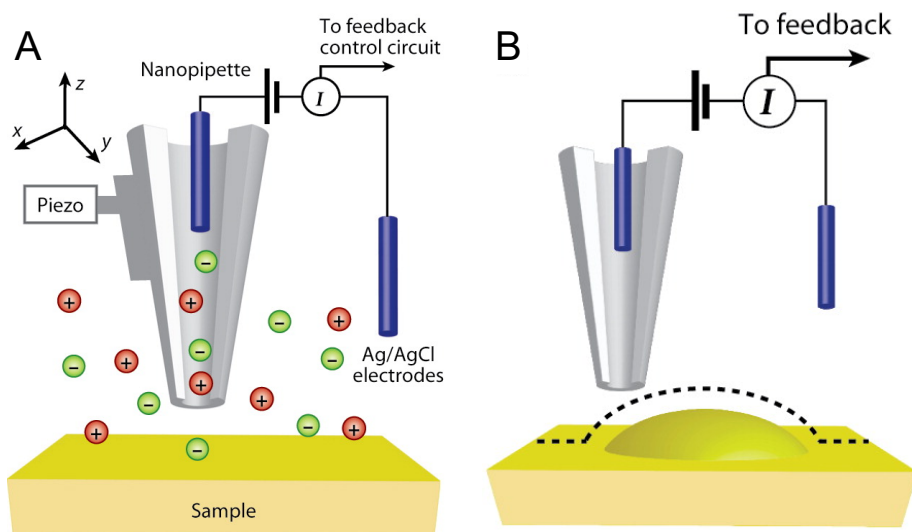 A
To feedback
control circuit
Nanopipette
I
z
x
y
Piezo
+
−
Ag/AgCl
electrodes
Sample
B
To feedback
I